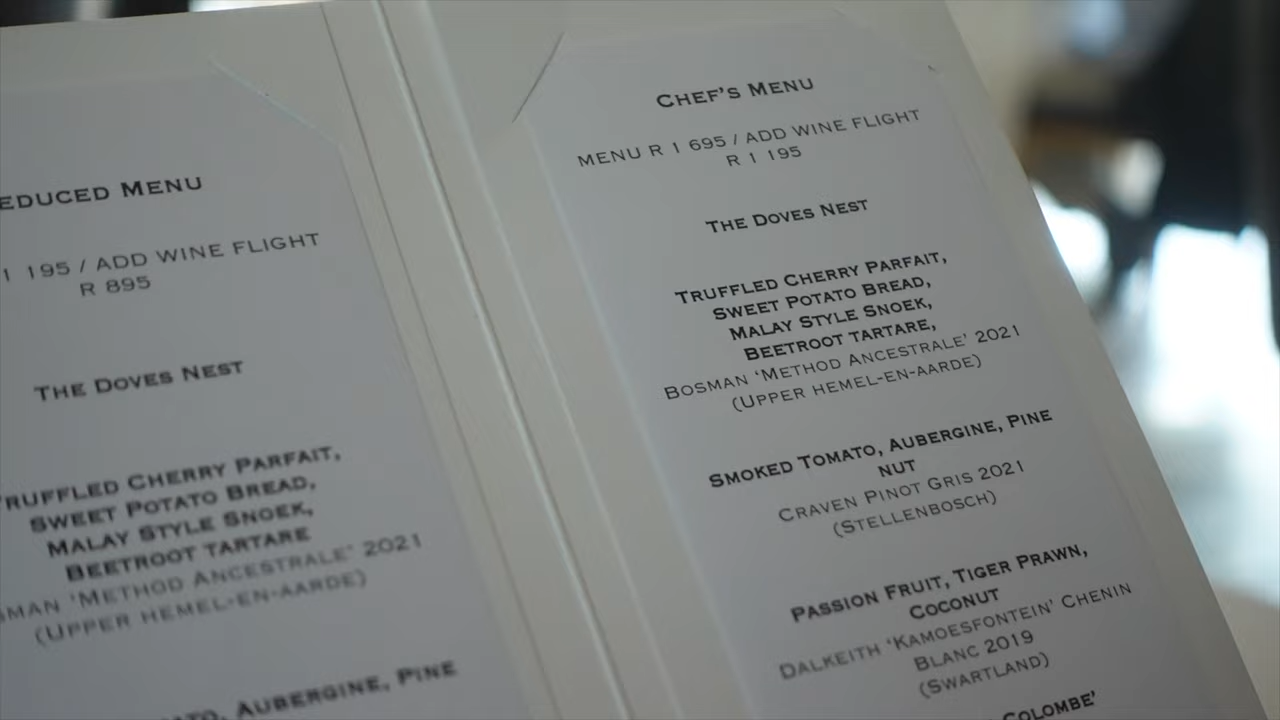 EDUCED MENU
1 195 / ADD WINE FLIGHT
R 895
THE DOVES NEST
TRUFFLED CHERRY PARFAIT,
SWEET POTATO BREAD,
MALAY STYLE SNOEK,
BEETROOT TARTARE
SMAN ‘METHOD ANCESTRALE’ 2021
(UPPER HEMEL-EN-AARDE)
ATO, AUBERGINE, PINE
CHEF'S MENU
MENU R 1 695 / ADD WINE FLIGHT
R 1 195
THE DOVES NEST
TRUFFLED CHERRY PARFAIT,
SWEET POTATO BREAD,
MALAY STYLE SNOEK,
BEETROOT TARTARE,
BOSMAN ‘METHOD ANCESTRALE’ 2021
(UPPER HEMEL-EN-AARDE)
SMOKED TOMATO, AUBERGINE, PINE
NUT
CRAVEN PINOT GRIS 2021
(STELLENBOSCH)
PASSION FRUIT, TIGER PRAWN,
COCONUT
DALKEITH ‘KAMOESFONTEIN’ CHENIN
BLANC 2019
(SWARTLAND)
COLOMBE’